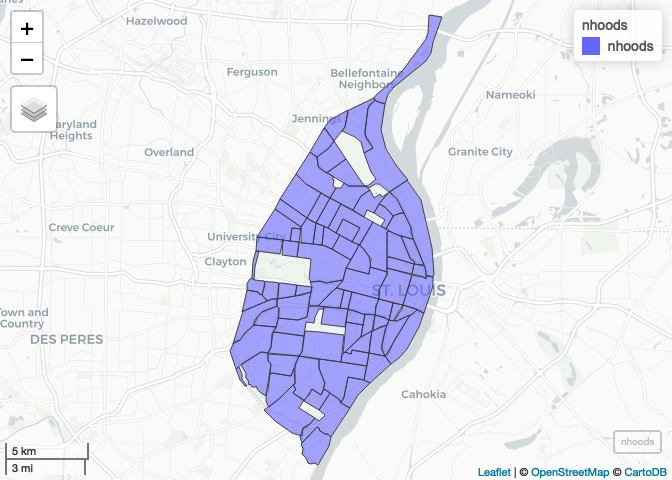 Hazelwood
+
−
nhoods
nhoods
Ferguson
Bellefontaine
Neighbor
Nameoki
Jennings
Maryland
Heights
Overland
Granite City
Creve Coeur
University City
Clayton
ST. LOUIS
Town and
Country
DES PERES
Cahokia
nhoods
5 km
3 mi
Leaflet | © OpenStreetMap © CartoDB